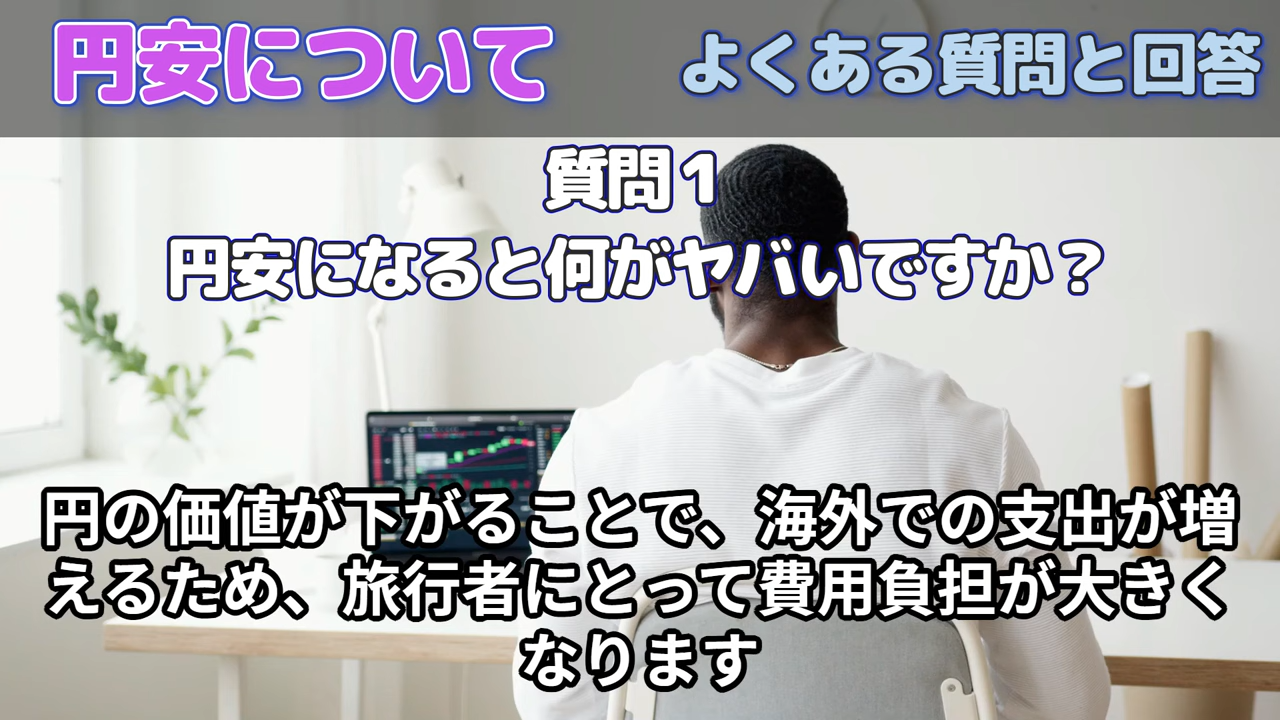 円安について
よくある質問と回答
質問１
円安になると何がヤバいですか？
円の価値が下がることで、海外での支出が増
えるため、旅行者にとって費用負担が大きく
なります